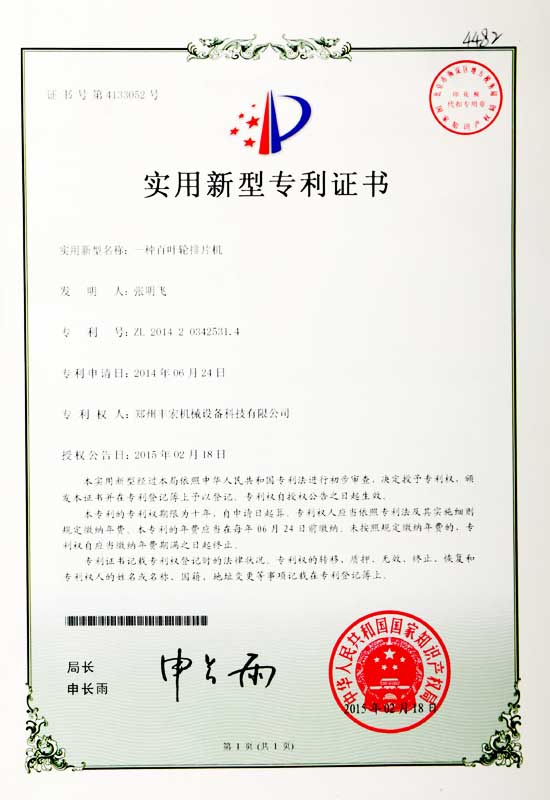 4482
证书号第4133052号
印花税
代扣专用章
实用新型专利证书
实用新型名称：一种百叶轮排片机
发明人：张明飞
专利号：ZL 2014 2 0342531.4
专利申请日：2014年06月24日
专利权人：郑州丰宏机械设备科技有限公司
授权公告日：2015年02月18日
本实用新型经过本局依照中华人民共和国专利法进行初步审查，决定授予专利权，颁
发本证书并在专利登记簿上予以登记。专利权自授权公告之日起生效。
本专利的专利权期限为十年，自申请日起算。专利权人应当依照专利法及其实施细则
规定缴纳年费。本专利的年费应当在每年06月24日前缴纳。未按照规定缴纳年费的，专
利权自应当缴纳年费期满之日起终止。
专利证书记载专利权登记时的法律状况。专利权的转移、质押、无效、终止、恢复和
专利权人的姓名或名称、国籍、地址变更等事项记载在专利登记簿上。
局长
申长雨
申长雨
中华人民共和国国家知识产权局
2015年02月18日
第1页(共1页)